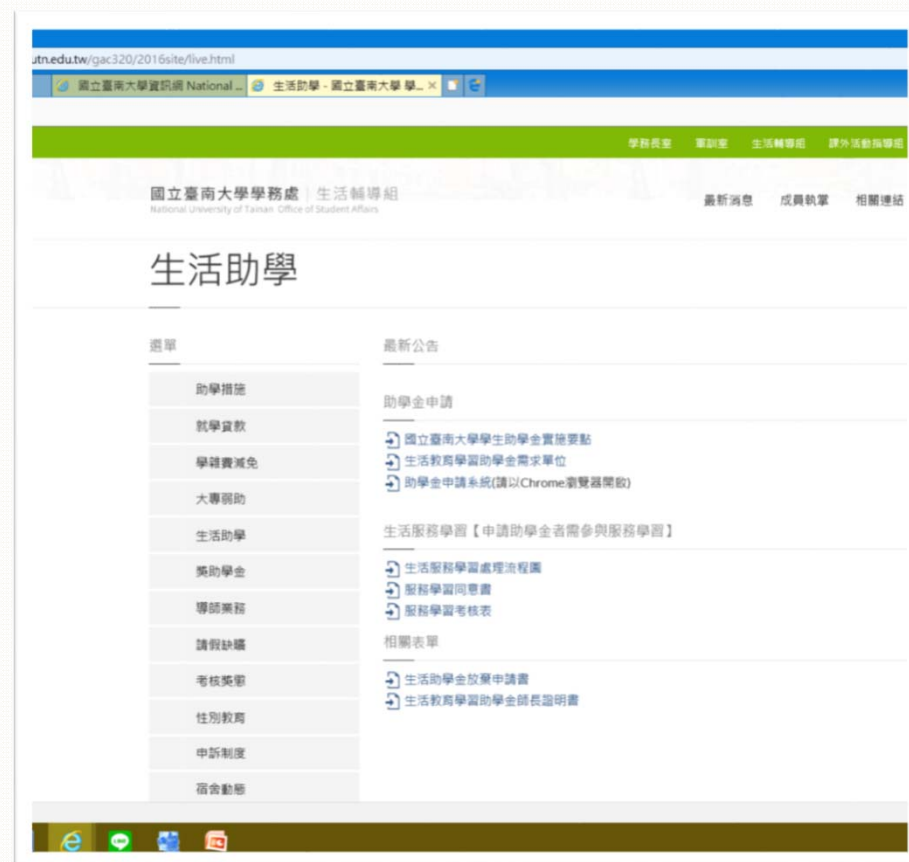 utn.edu.tw/gac320/2016site/live.html
國立臺南大學資訊網 National ...
生活助學 - 國立臺南大學 學... ×
學務長室 軍訓室 生活輔導組 課外活動指導組
國立臺南大學學務處 生活輔導組
National University of Tainan Office of Student Affairs
最新消息 成員執掌 相關連結
生活助學
選單
助學措施
就學貸款
學雜費減免
大專弱助
生活助學
獎助學金
導師業務
請假缺曠
考核獎懲
性別教育
申訴制度
宿舍動態
最新公告
助學金申請
國立臺南大學學生助學金實施要點
生活教育學習助學金需求單位
助學金申請系統(請以Chrome瀏覽器開啟)
生活服務學習【申請助學金者需參與服務學習】
生活服務學習處理流程圖
服務學習同意書
服務學習考核表
相關表單
生活助學金放棄申請書
生活教育學習助學金師長證明書